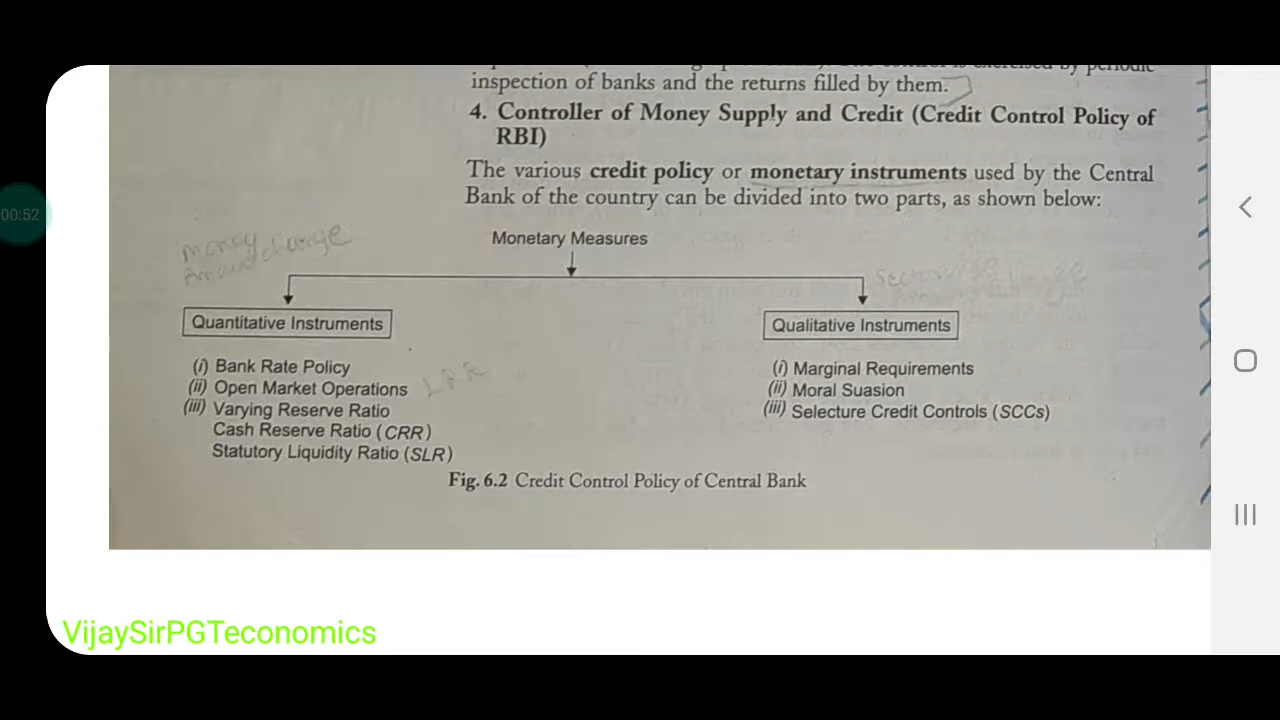 inspection of banks and the returns filled by them.
4. Controller of Money Supply and Credit (Credit Control Policy of
RBI)
The various credit policy or monetary instruments used by the Central
Bank of the country can be divided into two parts, as shown below:
00:52
money
change
Monetary Measures
Quantitative Instruments
(i) Bank Rate Policy
(ii) Open Market Operations
(iii) Varying Reserve Ratio
Cash Reserve Ratio (CRR)
Statutory Liquidity Ratio (SLR)
Qualitative Instruments
(i) Marginal Requirements
(ii) Moral Suasion
(iii) Selecture Credit Controls (SCCs)
Fig. 6.2 Credit Control Policy of Central Bank
VijaySirPGTeconomics